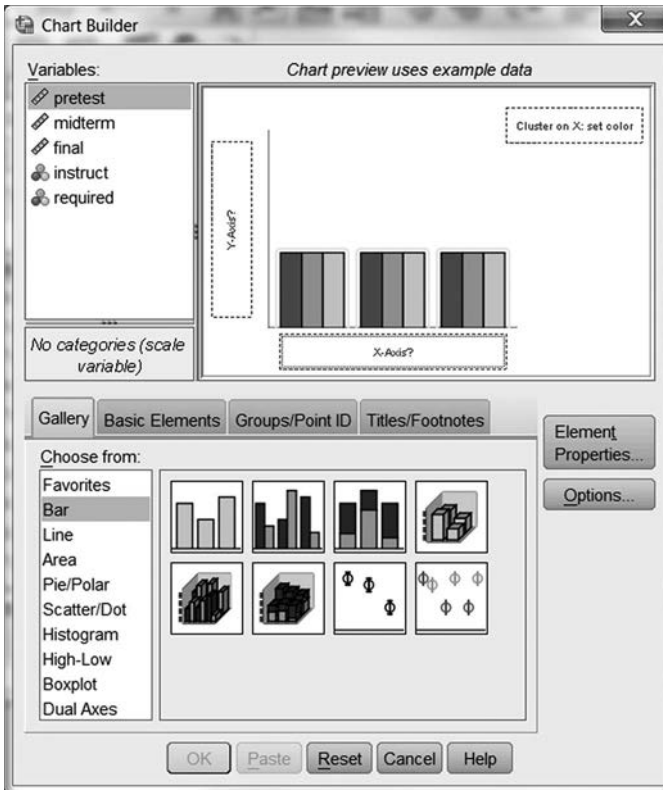 Chart Builder
X
Variables:
pretest
midterm
final
instruct
required
No categories (scale
variable)
Chart preview uses example data
Cluster on X: set color
Y-Axis?
X-Axis?
Gallery
Basic Elements
Groups/Point ID
Titles/Footnotes
Choose from:
Favorites
Bar
Line
Area
Pie/Polar
Scatter/Dot
Histogram
High-Low
Boxplot
Dual Axes
Element
Properties...
Options...
OK
Paste
Reset
Cancel
Help